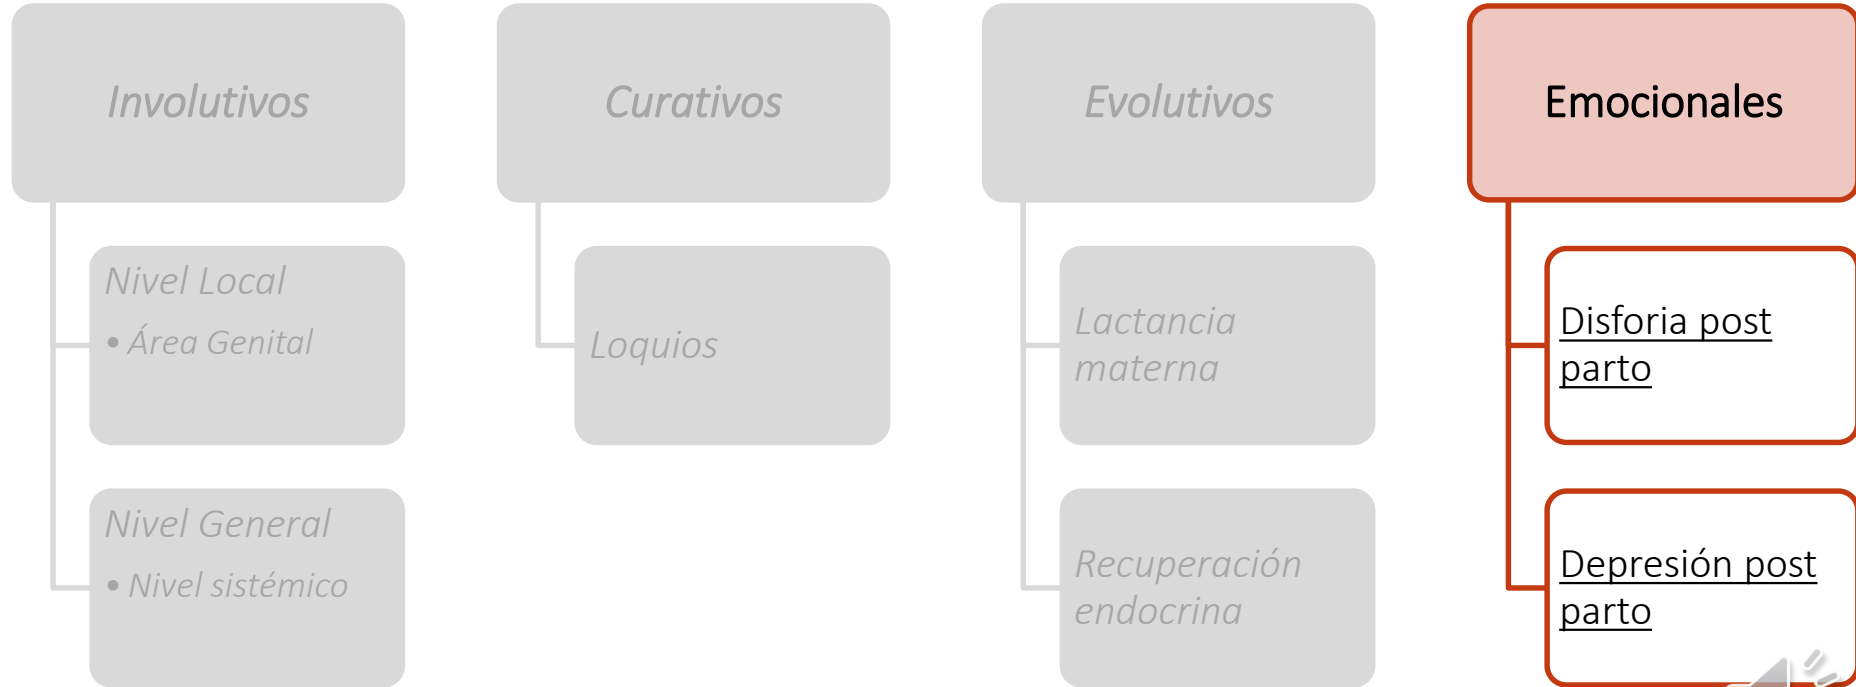 Involutivos
Nivel Local
• Área Genital
Nivel General
• Nivel sistémico
Curativos
Loquios
Evolutivos
Lactancia
materna
Recuperación
endocrina
Emocionales
Disforia post
parto
Depresión post
parto